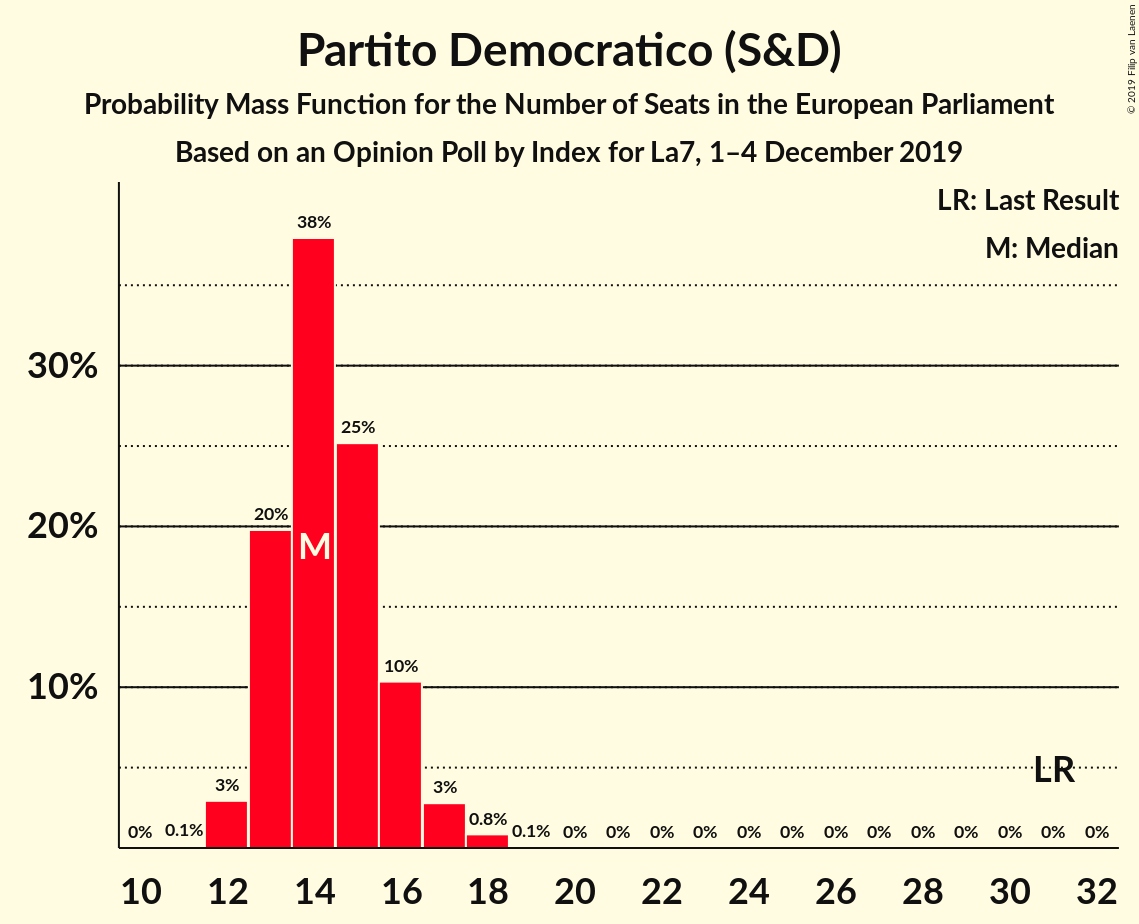 Partito Democratico (S&D)
Probability Mass Function for the Number of Seats in the European Parliament
Based on an Opinion Poll by Index for La7, 1–4 December 2019
© 2019 Filip van Laenen
LR: Last Result
M: Median
30%
20%
10%
0% 0.1% 3% 20% 38% 25% 10% 3% 0.8% 0.1% 0% 0% 0% 0% 0% 0% 0% 0% 0% 0% 0% 0% 0%
M
LR
10 12 14 16 18 20 22 24 26 28 30 32